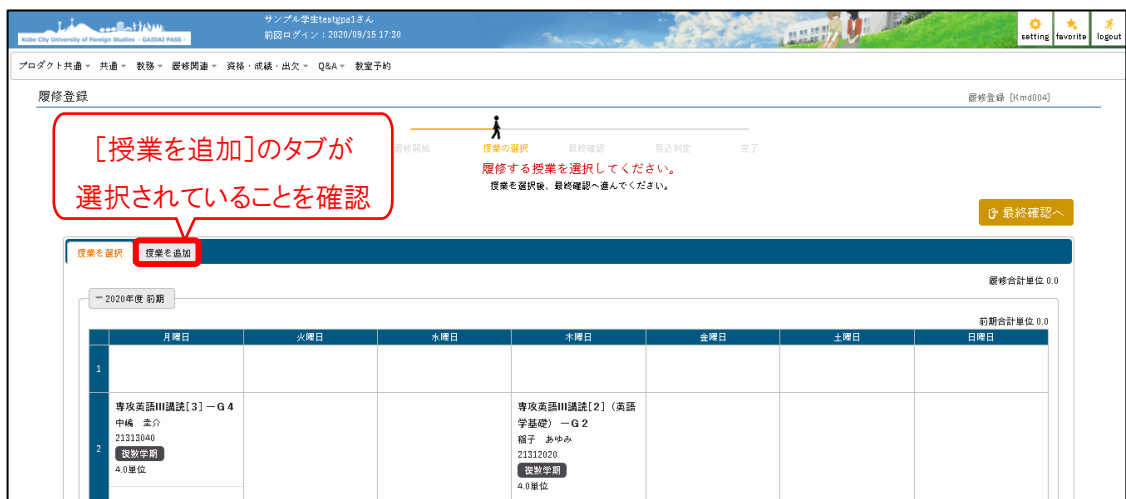 サンプル学生testgpa1さん
前回ログイン：2020/09/15 17:30
Kobe City University of Foreign Studies - GAIDAI PASS -
setting favorite logout
プロダクト共通 共通 教務 履修関連 資格・成績・出欠 Q&A 教室予約
履修登録
履修登録 [Kmd004]
［授業を追加］のタブが
選択されていることを確認
履修開始 授業の選択 最終確認 見込判定 完了
履修する授業を選択してください。
授業を選択後、最終確認へ進んでください。
最終確認へ
授業を選択 授業を追加
履修合計単位 0.0
ー 2020年度 前期
前期合計単位 0.0
月曜日 火曜日 水曜日 木曜日 金曜日 土曜日 日曜日
1
2
専攻英語III講読[3] －G 4
中嶋 圭介
21313040
複数学期
4.0単位
専攻英語III講読[2]（英語
学基礎） －G 2
稲子 あゆみ
21312020
複数学期
4.0単位